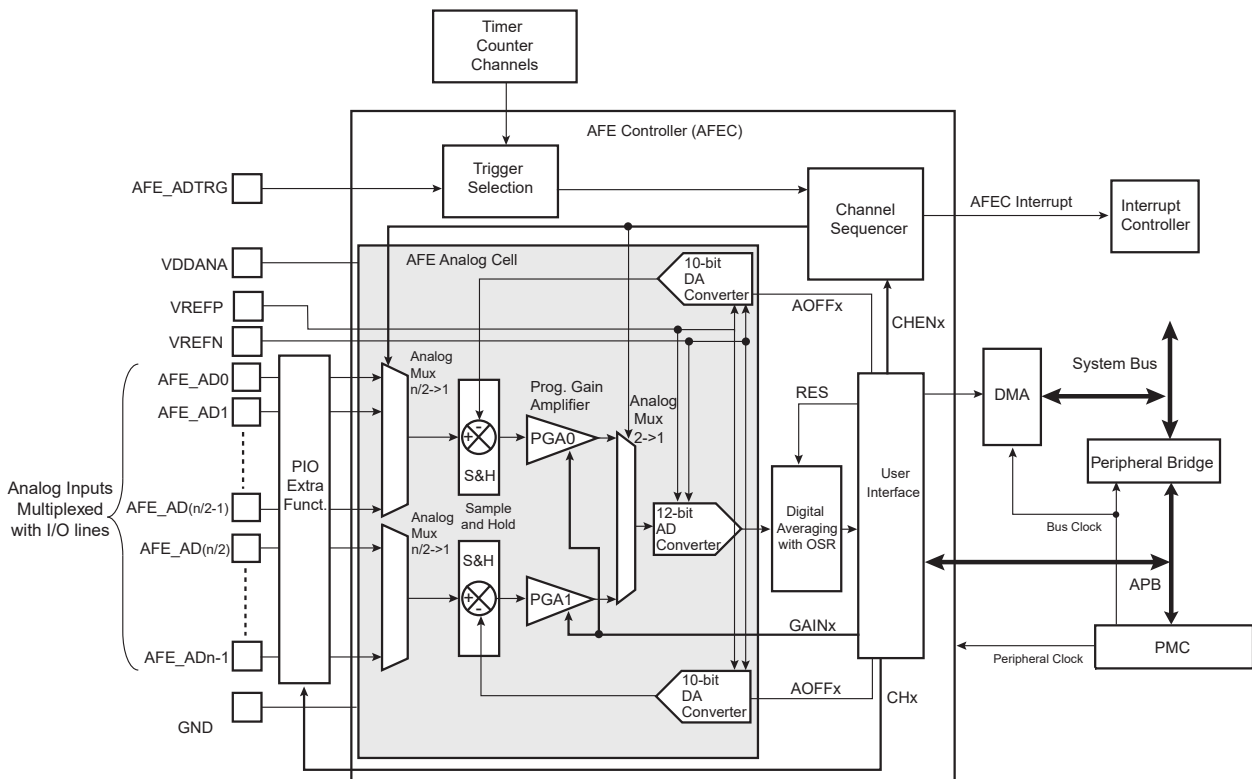 Timer
Counter
Channels
AFE Controller (AFEC)
Trigger
Selection
AFE_ADTRG
Channel
Sequencer
AFEC Interrupt
Interrupt
Controller
VDDANA
AFE Analog Cell
10-bit
DA
Converter
AOFFx
CHENx
VREFP
VREFN
System Bus
AFE_AD0
AFE_AD1
Analog
Mux
n/2->1
Prog. Gain
Amplifier
Analog
Mux
2->1
RES
DMA
PGA0
S&H
PIO
Extra
Funct.
User
Interface
Peripheral Bridge
Analog Inputs
Multiplexed
with I/O lines
AFE_AD(n/2-1)
AFE_AD(n/2)
Sample
and Hold
Analog
Mux
n/2->1
12-bit
AD
Converter
Digital
Averaging
with OSR
Bus Clock
S&H
PGA1
APB
GAINx
AFE_ADn-1
Peripheral Clock
PMC
10-bit
DA
Converter
AOFFx
CHx
GND